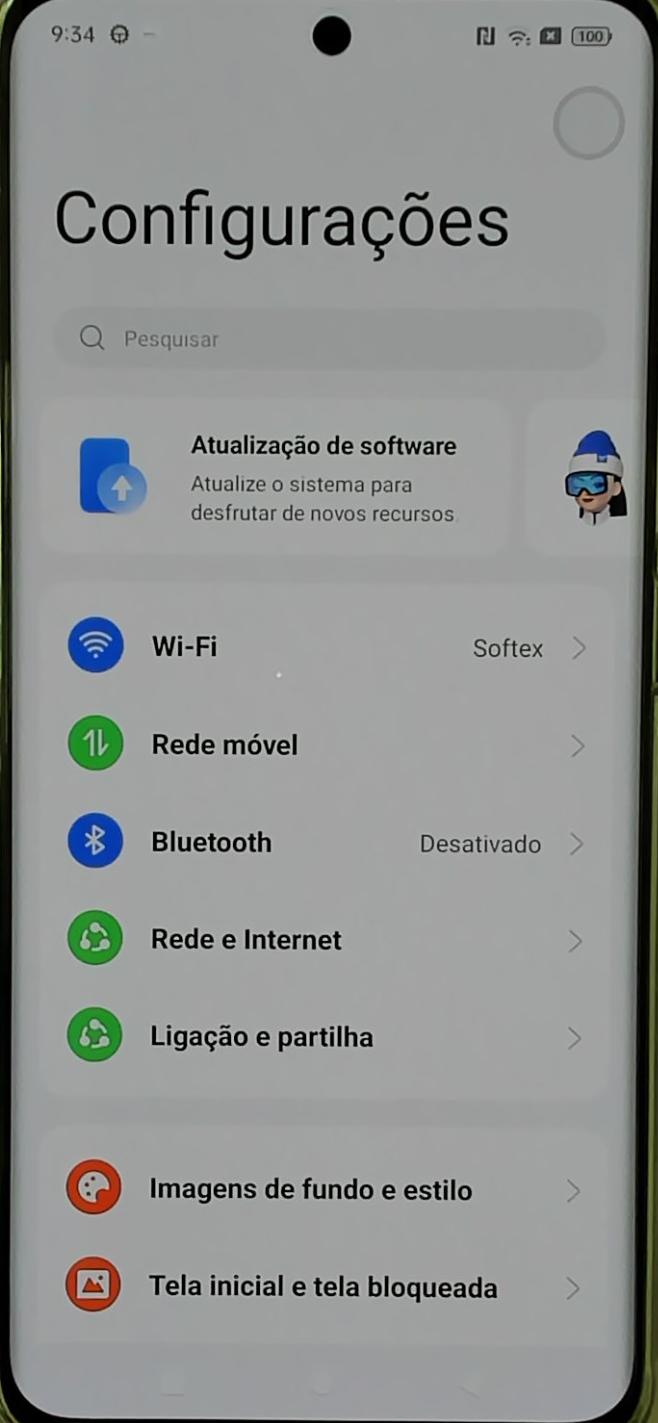 9:34
100
Configurações
Pesquisar
Atualização de software
Atualize o sistema para
desfrutar de novos recursos
Wi-Fi
Softex
Rede móvel
Bluetooth
Desativado
Rede e Internet
Ligação e partilha
Imagens de fundo e estilo
Tela inicial e tela bloqueada